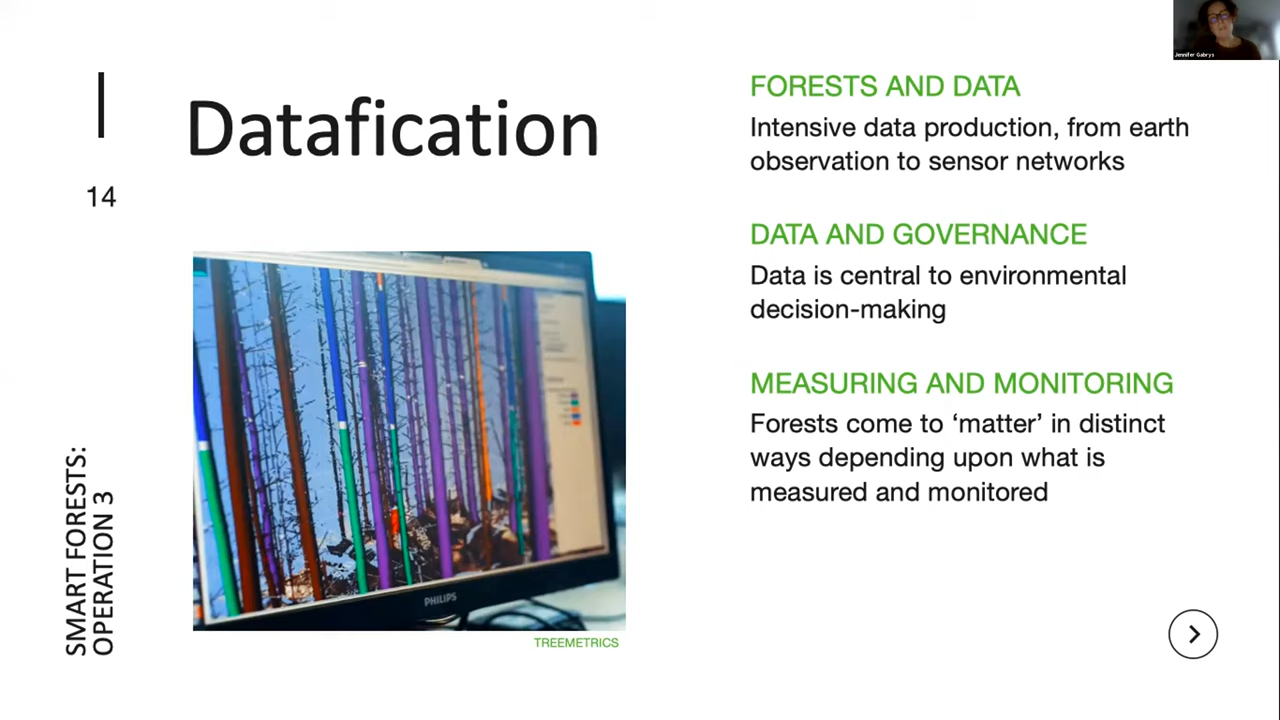 Jennifer Gabrys
Datafication
14
SMART FORESTS:
OPERATION 3
PHILIPS
TREEMETRICS
FORESTS AND DATA
Intensive data production, from earth
observation to sensor networks
DATA AND GOVERNANCE
Data is central to environmental
decision-making
MEASURING AND MONITORING
Forests come to ‘matter’ in distinct
ways depending upon what is
measured and monitored